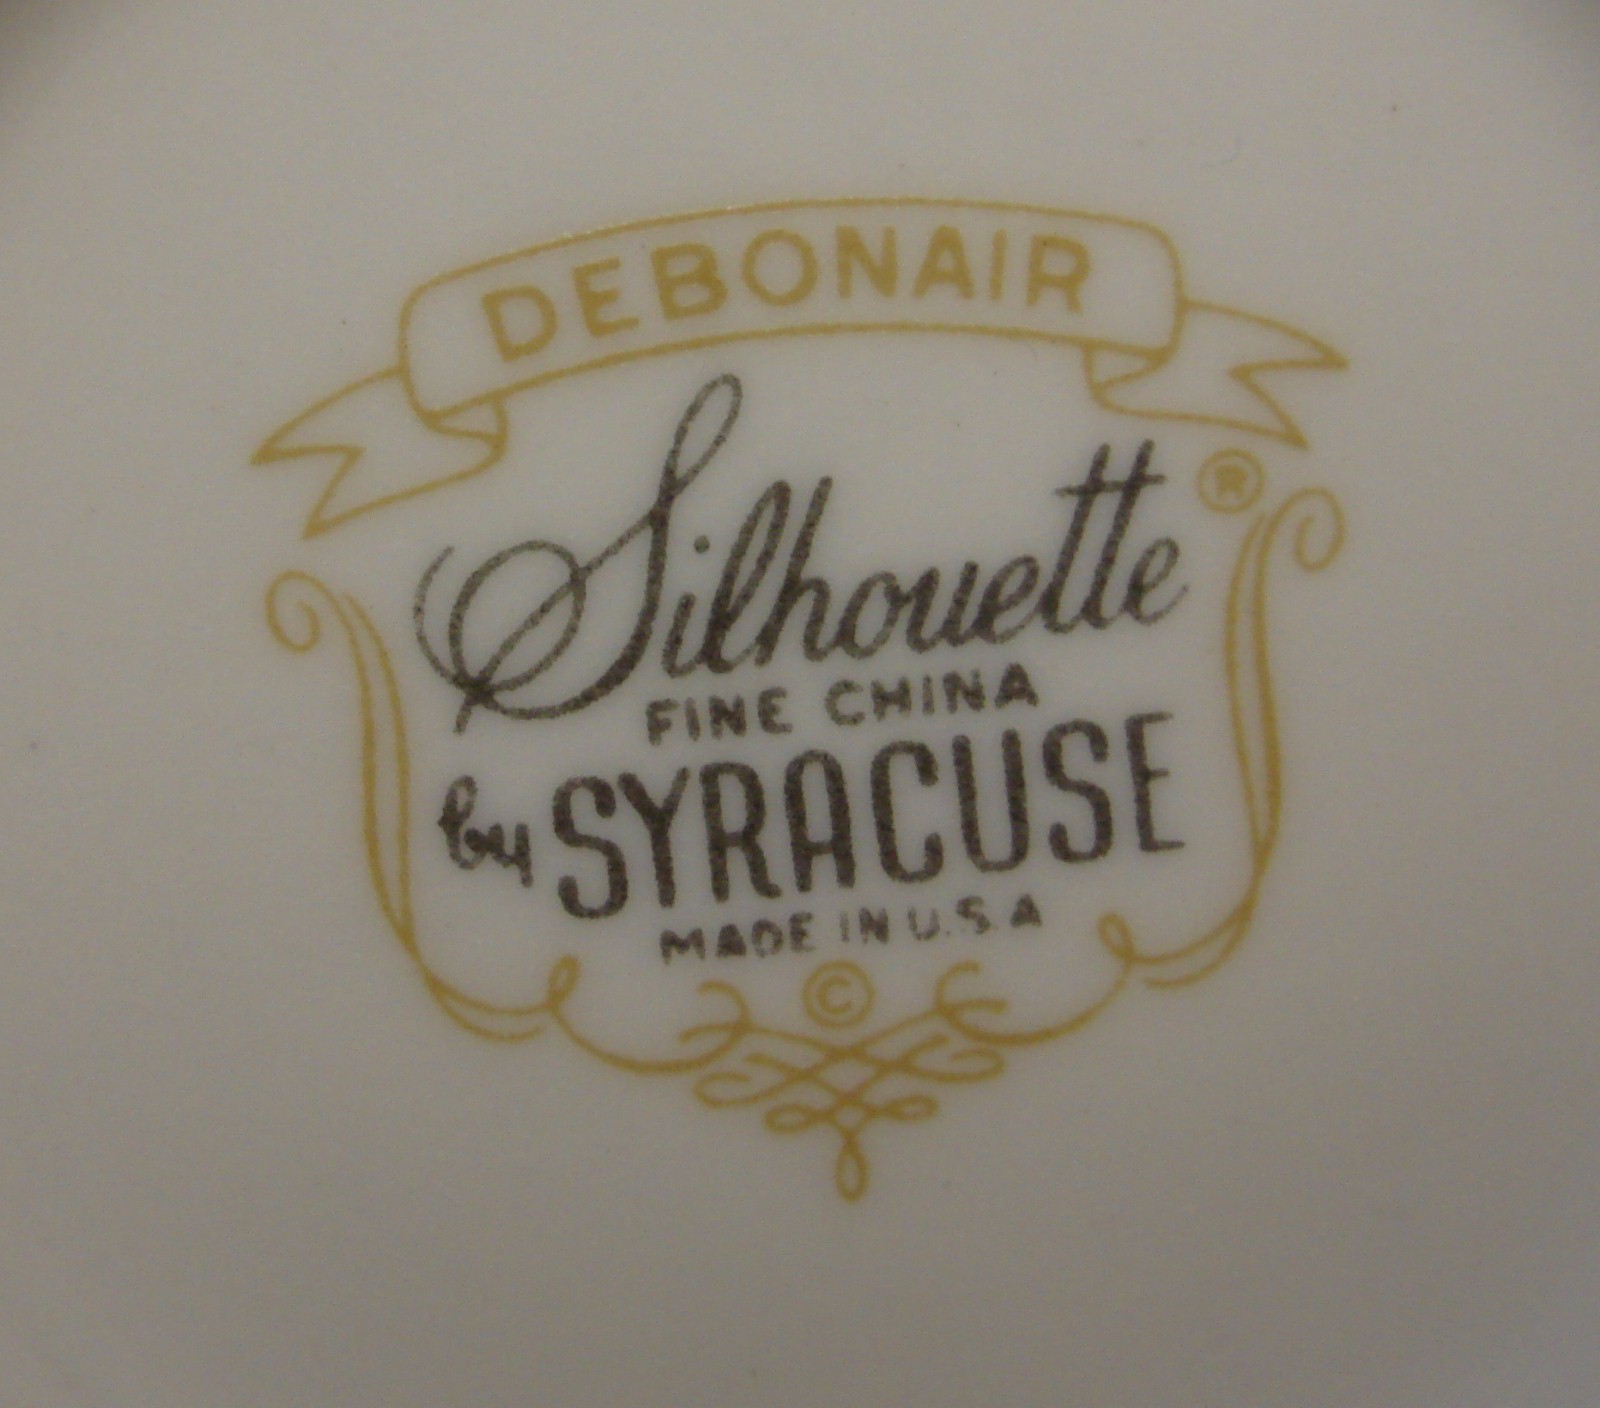 DEBONAIR
Silhouette ®
FINE CHINA
by SYRACUSE
MADE IN U.S.A
©